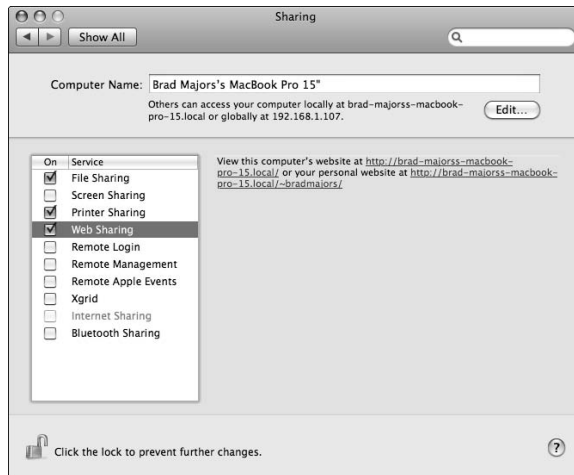 Sharing
Show All
Computer Name: Brad Majors's MacBook Pro 15"
Others can access your computer locally at brad-majorss-macbook-
pro-15.local or globally at 192.168.1.107.
Edit...
On Service
File Sharing
Screen Sharing
Printer Sharing
Web Sharing
Remote Login
Remote Management
Remote Apple Events
Xgrid
Internet Sharing
Bluetooth Sharing
View this computer's website at http://brad-majorss-macbook-
pro-15.local/ or your personal website at http://brad-majorss-macbook-
pro-15.local/~bradmajors/
Click the lock to prevent further changes.
?